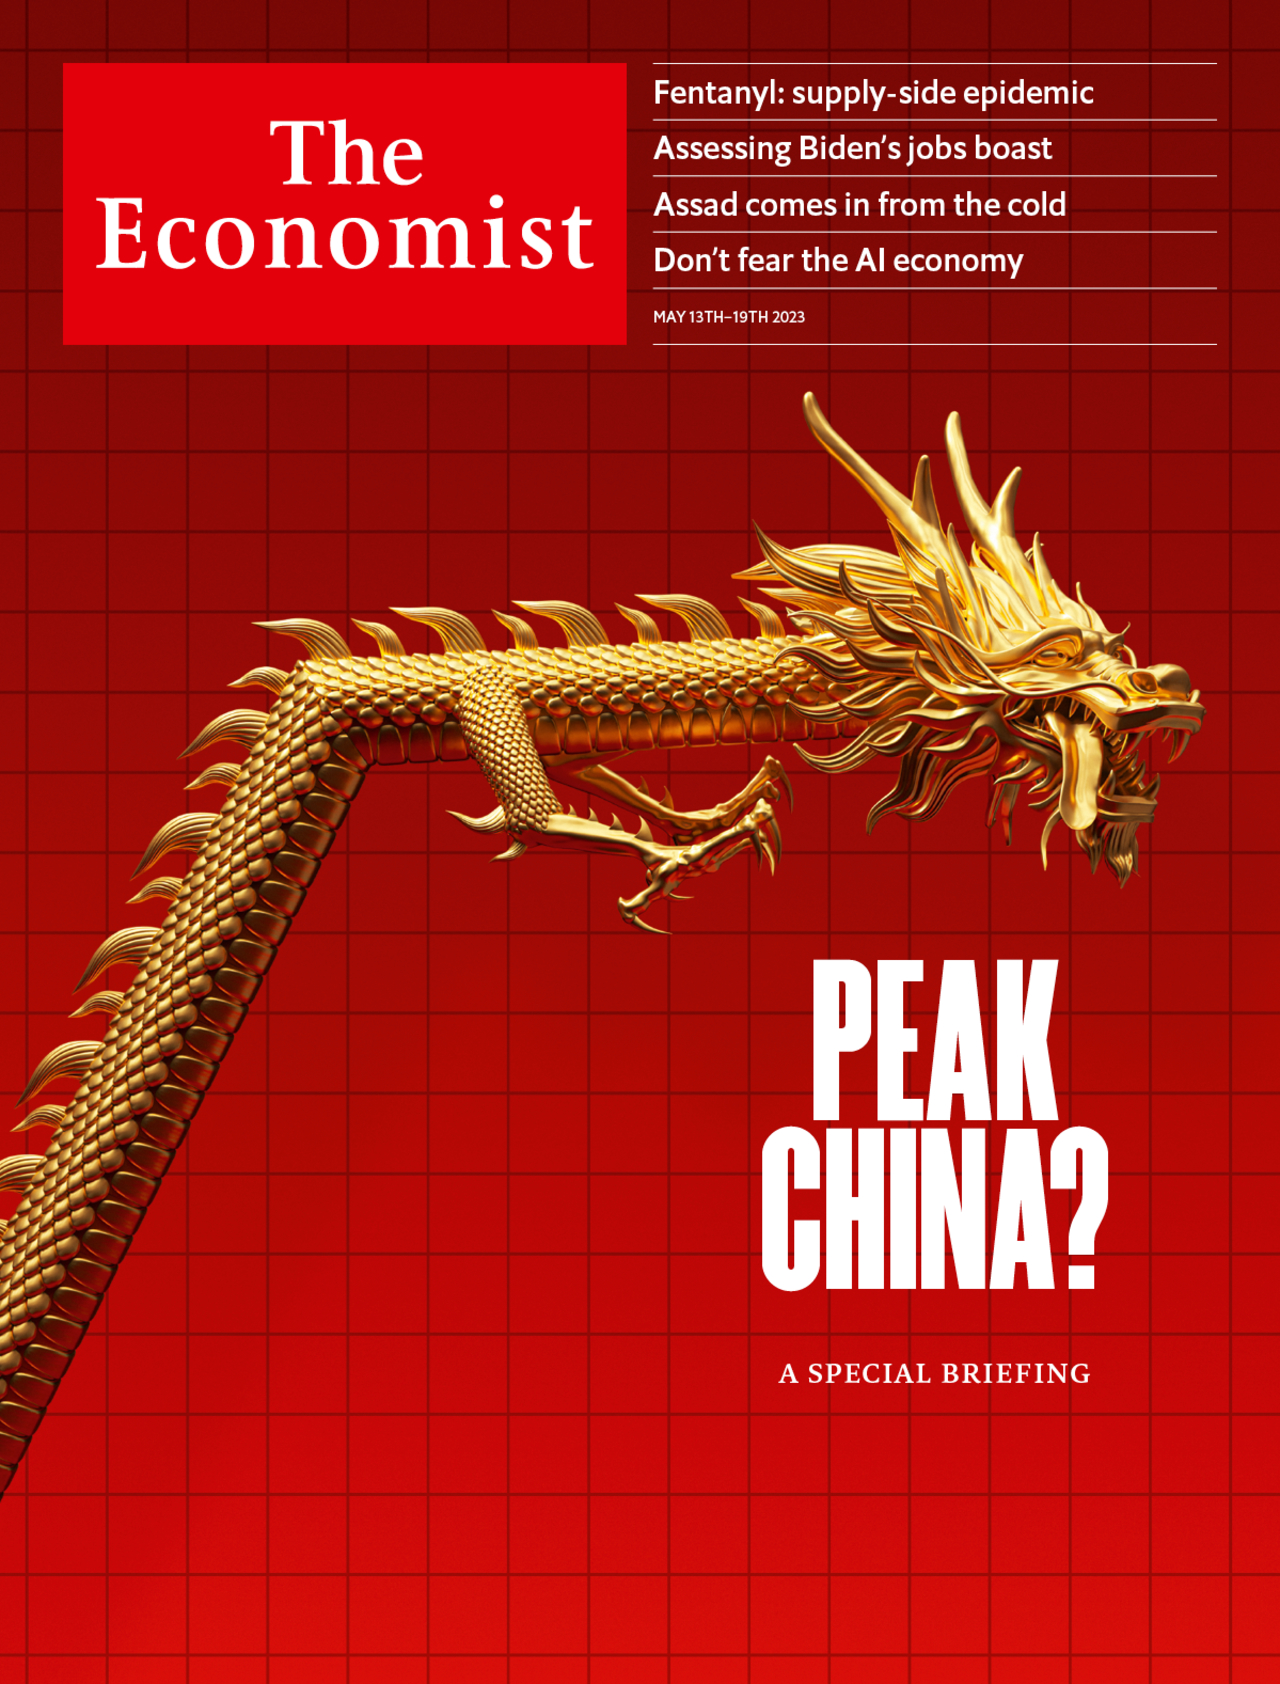 The
Economist
Fentanyl: supply-side epidemic
Assessing Biden’s jobs boast
Assad comes in from the cold
Don’t fear the AI economy
MAY 13TH–19TH 2023
PEAK
CHINA?
A SPECIAL BRIEFING